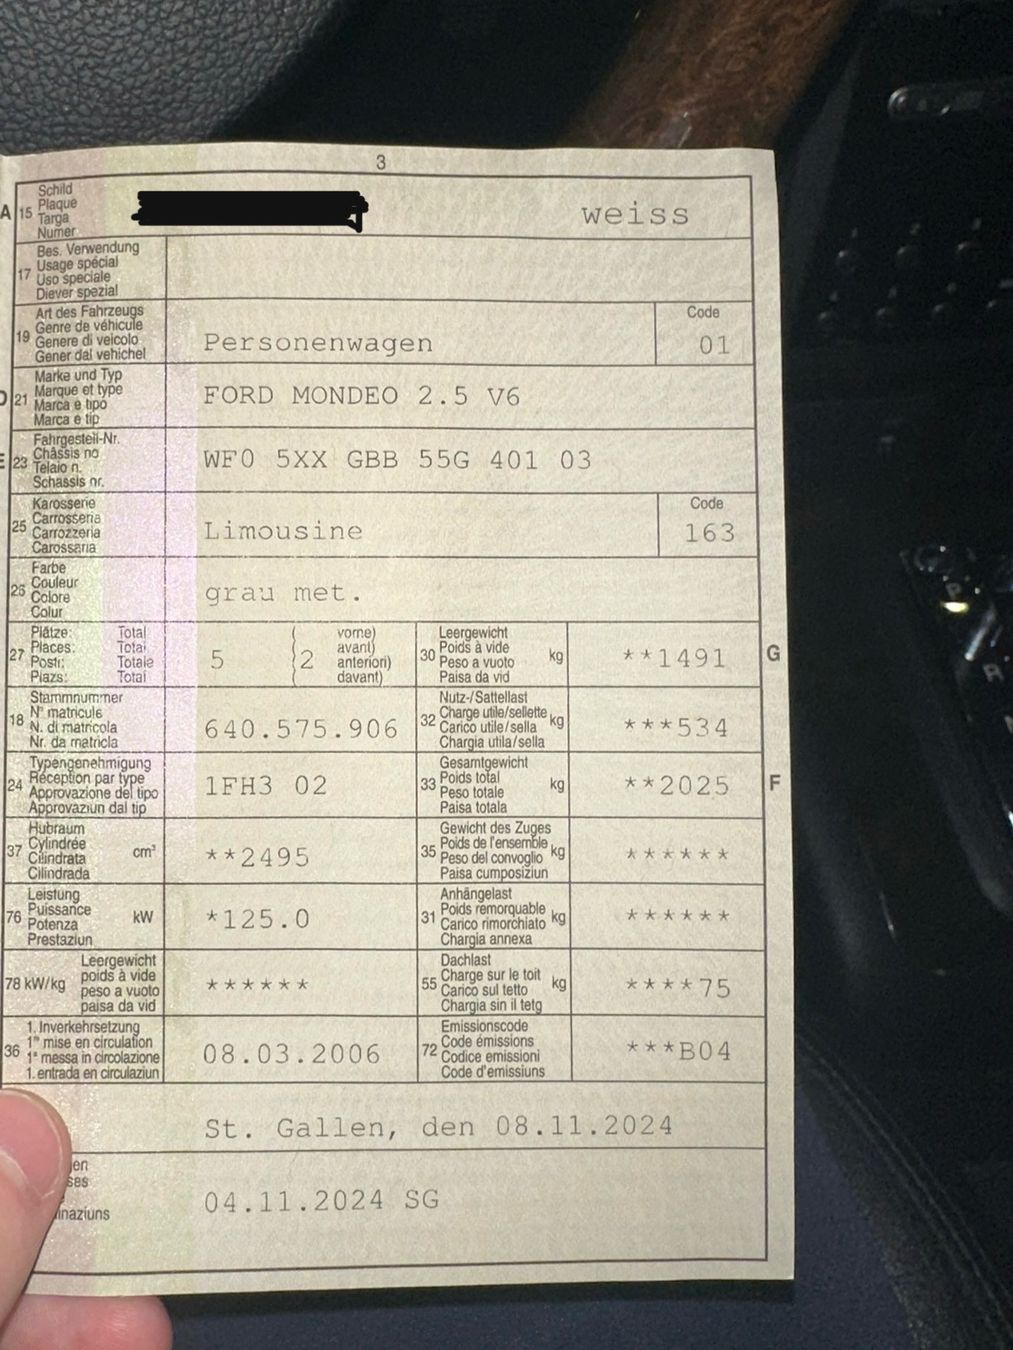 3
A 15 Schild
Plaque
Targa
Numer
weiss
17 Bes. Verwendung
Usage spécial
Uso speciale
Diever spezial
19 Art des Fahrzeugs
Genre de véhicule
Genere di veicolo
Gener dal vehichel
Personenwagen
Code
01
D 21 Marke und Typ
Marque et type
Marca e tipo
Marca e tip
FORD MONDEO 2.5 V6
E 23 Fahrgestell-Nr.
Châssis no
Telaio n.
Schassis nr.
WF0 5XX GBB 55G 401 03
25 Karosserie
Carrosseria
Carrozzeria
Carossaria
Limousine
Code
163
26 Farbe
Couleur
Colore
Colur
grau met.
27 Plätze: Total
Places: Total
Posti: Totale
Plazs: Total
5 (2 vorne)
avant)
anteriori)
davant)
30 Leergewicht
Poids à vide
Peso a vuoto
Paisa da vid
kg
**1491
G
18 Stammnummer
N° matricule
N. di matricola
Nr. da matricla
640.575.906
32 Nutz-/Sattellast
Charge utile/sellette
Carico utile/sella
Chargia utila/sella
kg
***534
24 Typengenehmigung
Réception par type
Approvazione del tipo
Approvaziun dal tip
1FH3 02
33 Gesamtgewicht
Poids total
Peso totale
Paisa totala
kg
**2025
F
37 Hubraum
Cylindrée
Cilindrata
Cilindrada
cm³
**2495
35 Gewicht des Zuges
Poids de l'ensemble
Peso del convoglio
Paisa cumposiziun
kg
******
76 Leistung
Puissance
Potenza
Prestaziun
kW
*125.0
31 Anhängelast
Poids remorquable
Carico rimorchiato
Chargia annexa
kg
******
78 kW/kg Leergewicht
poids à vide
peso a vuoto
paisa da vid
******
55 Dachlast
Charge sur le toit
Carico sul tetto
Chargia sin il tetg
kg
****75
36 1. Inverkehrsetzung
1re mise en circulation
1a messa in circolazione
1. entrada en circulaziun
08.03.2006
72 Emissionscode
Code émissions
Codice emissioni
Code d'emissiuns
***B04
St. Gallen, den 08.11.2024
04.11.2024 SG
P
R